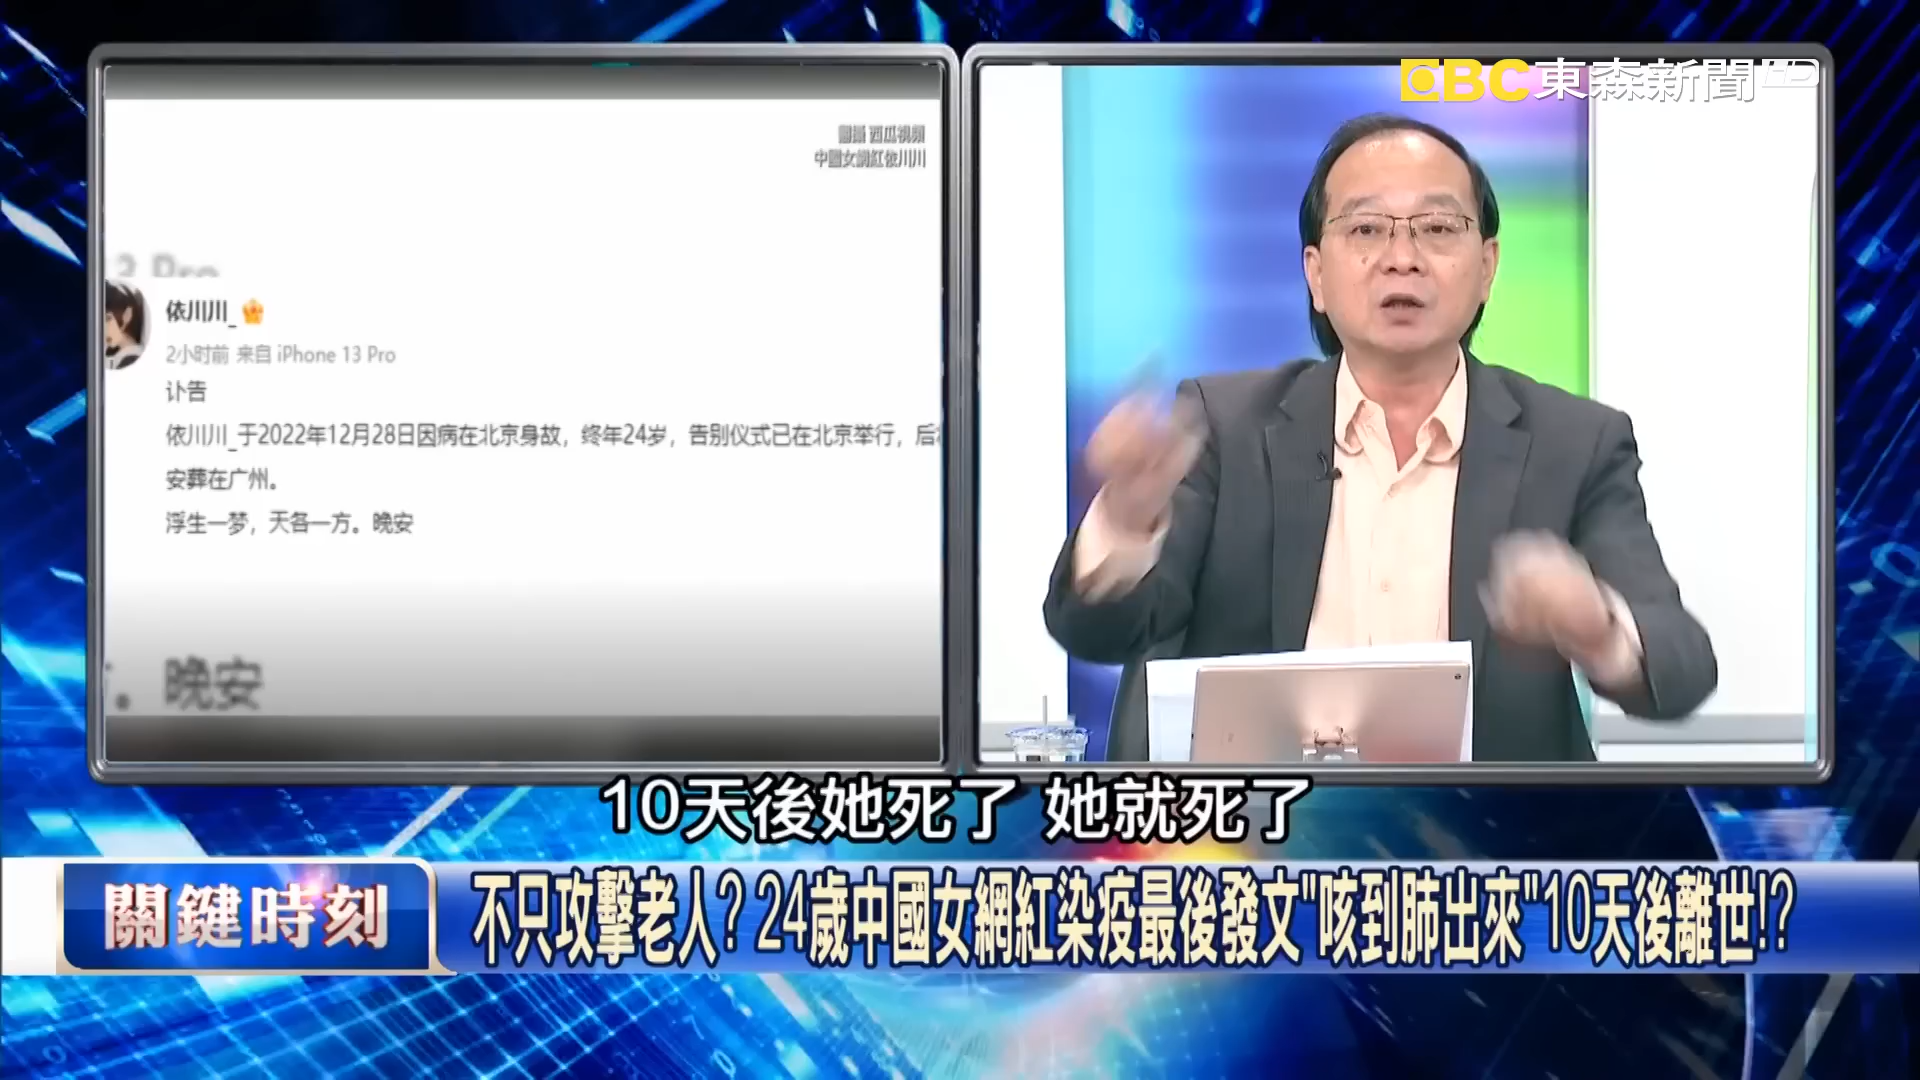 EBC 東森新聞 HD
翻攝 西瓜視頻
中國女網紅依川川
3 Pro
依川川_
2小时前 来自 iPhone 13 Pro
讣告
依川川_于2022年12月28日因病在北京身故，终年24岁，告别仪式已在北京举行，后
安葬在广州。
浮生一梦，天各一方。晚安
。晚安
10天後她死了 她就死了
關鍵時刻
不只攻擊老人? 24歲中國女網紅染疫最後發文"咳到肺出來"10天後離世!?